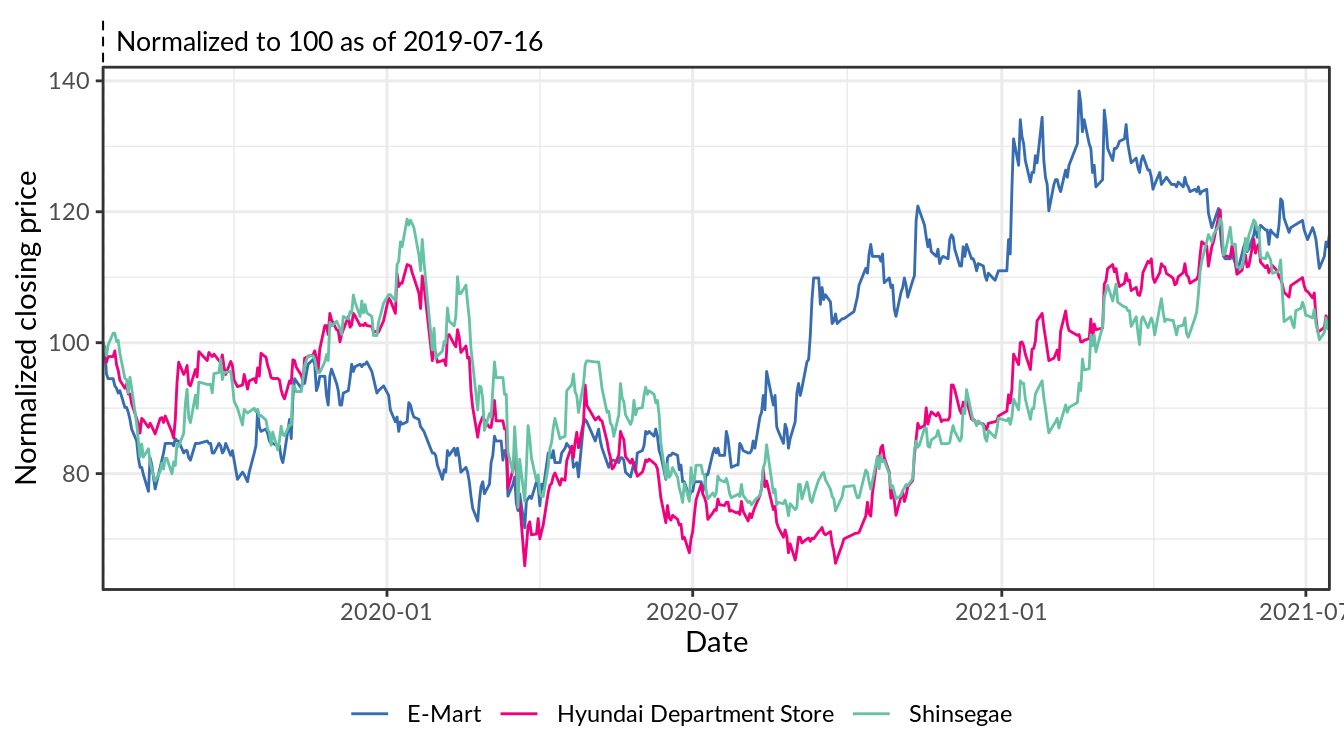 Normalized to 100 as of 2019-07-16
Normalized closing price
140
120
100
80
2020-01
2020-07
2021-01
2021-07
Date
E-Mart
Hyundai Department Store
Shinsegae